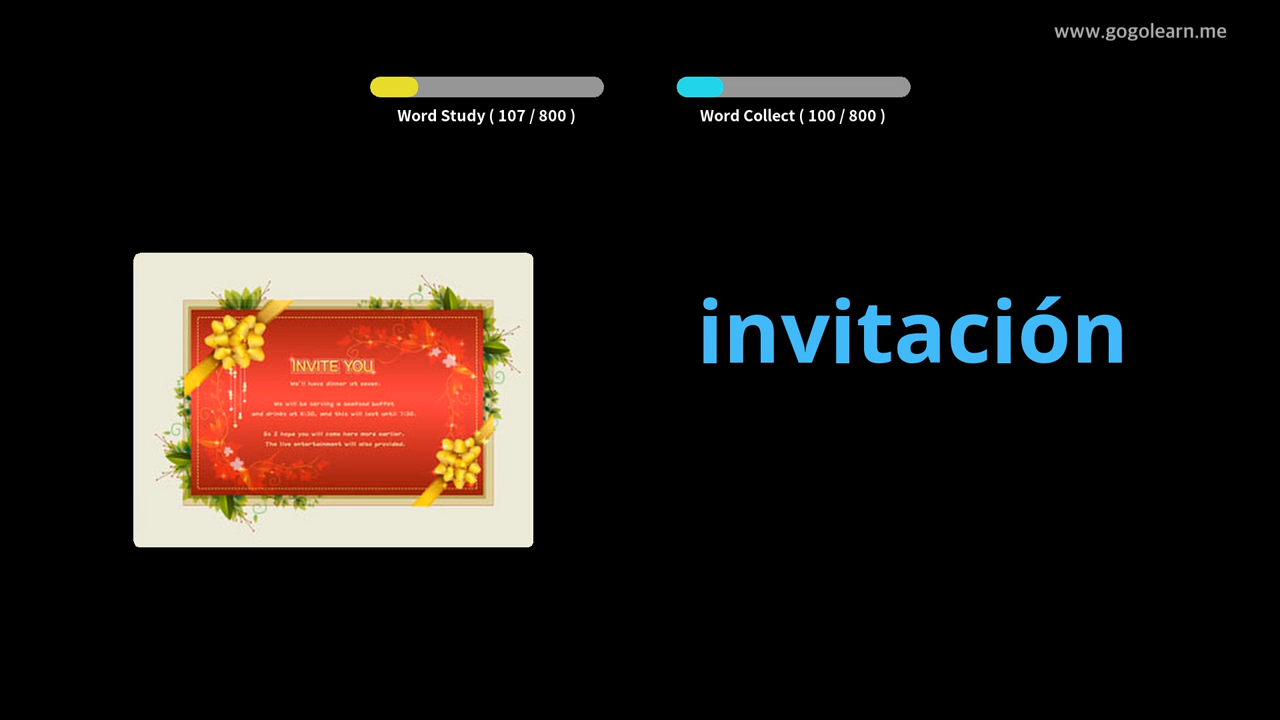 www.gogolearn.me
Word Study ( 107 / 800 )
Word Collect ( 100 / 800 )
invitación
INVITE YOU
We'll have dinner at seven.
We will be serving a seafood buffet
and drinks at 6:30, and this will last until 7:30.
So I hope you will come here more earlier.
The live entertainment will also provided.